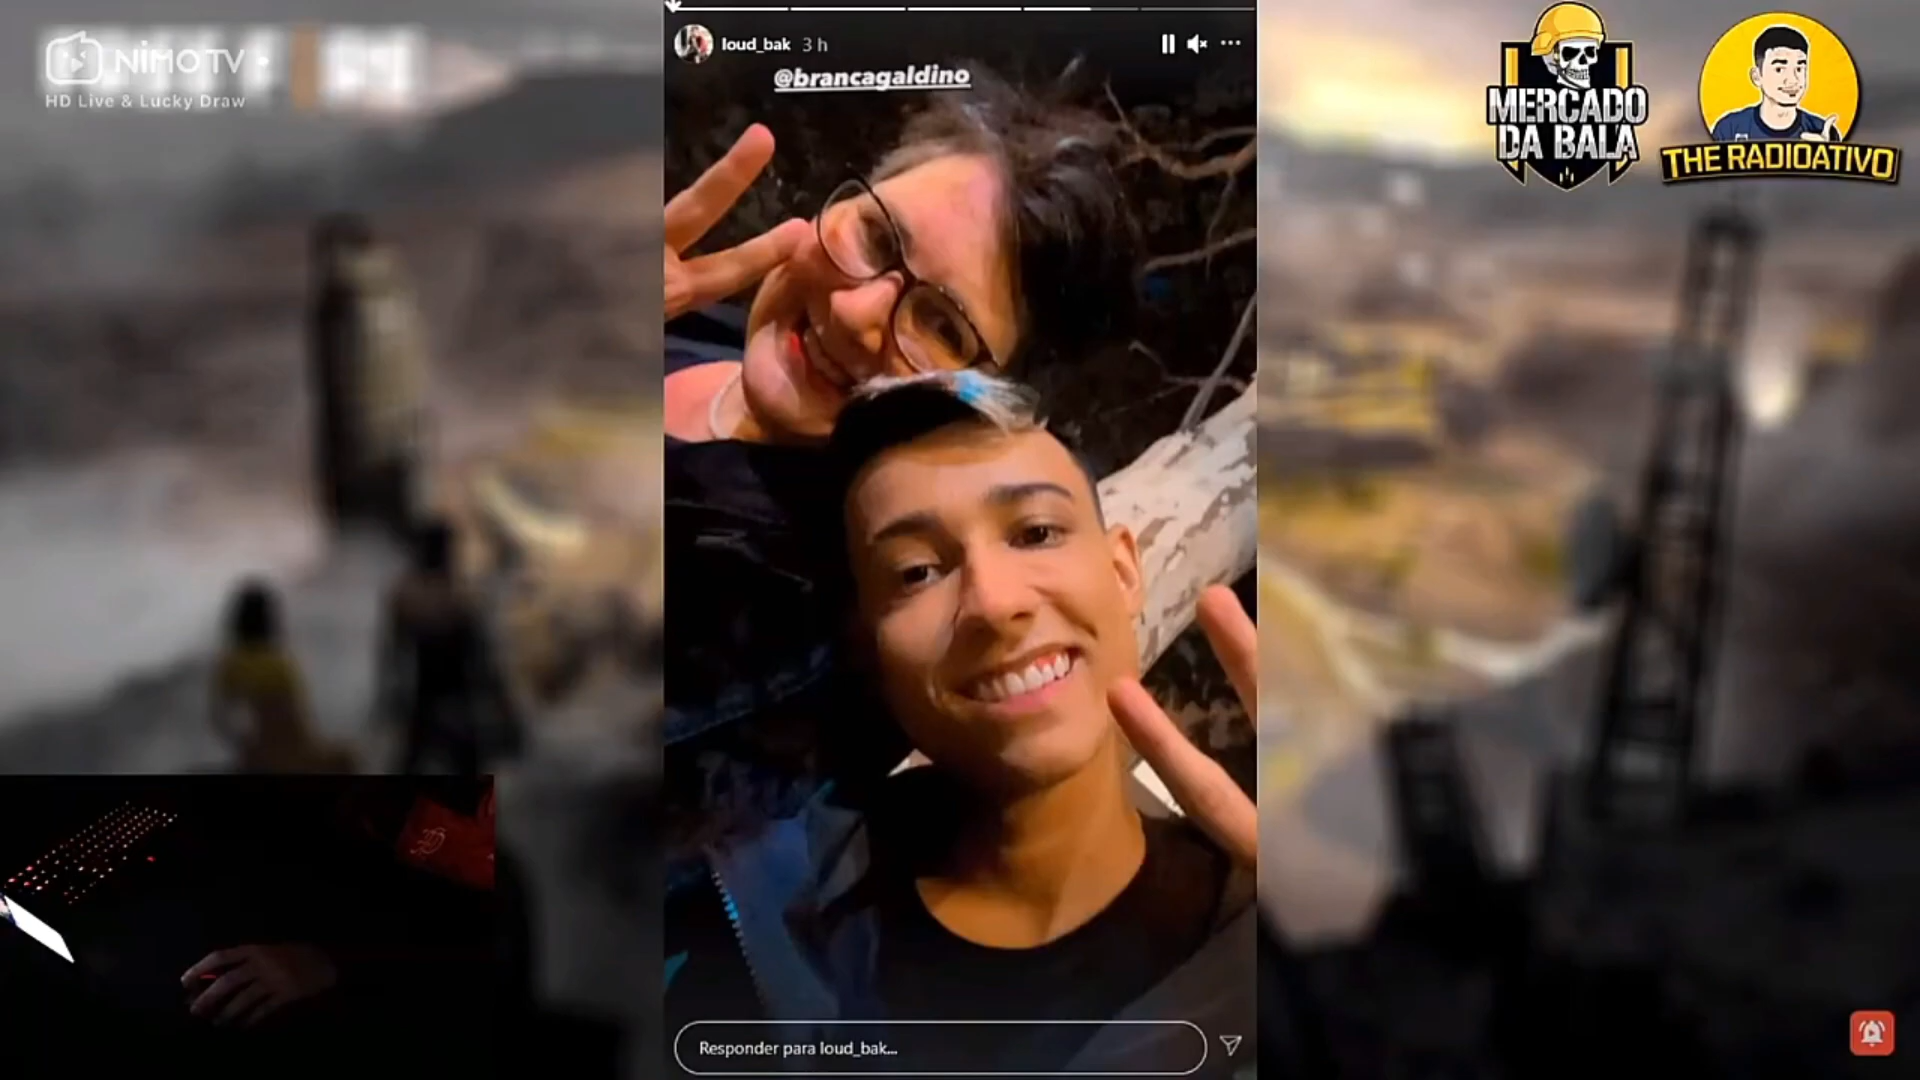 NIMO TV
HD Live & Lucky Draw
loud_bak 3 h
@brancagaldino
MERCADO
DA BALA
THE RADIOATIVO
Responder para loud_bak...